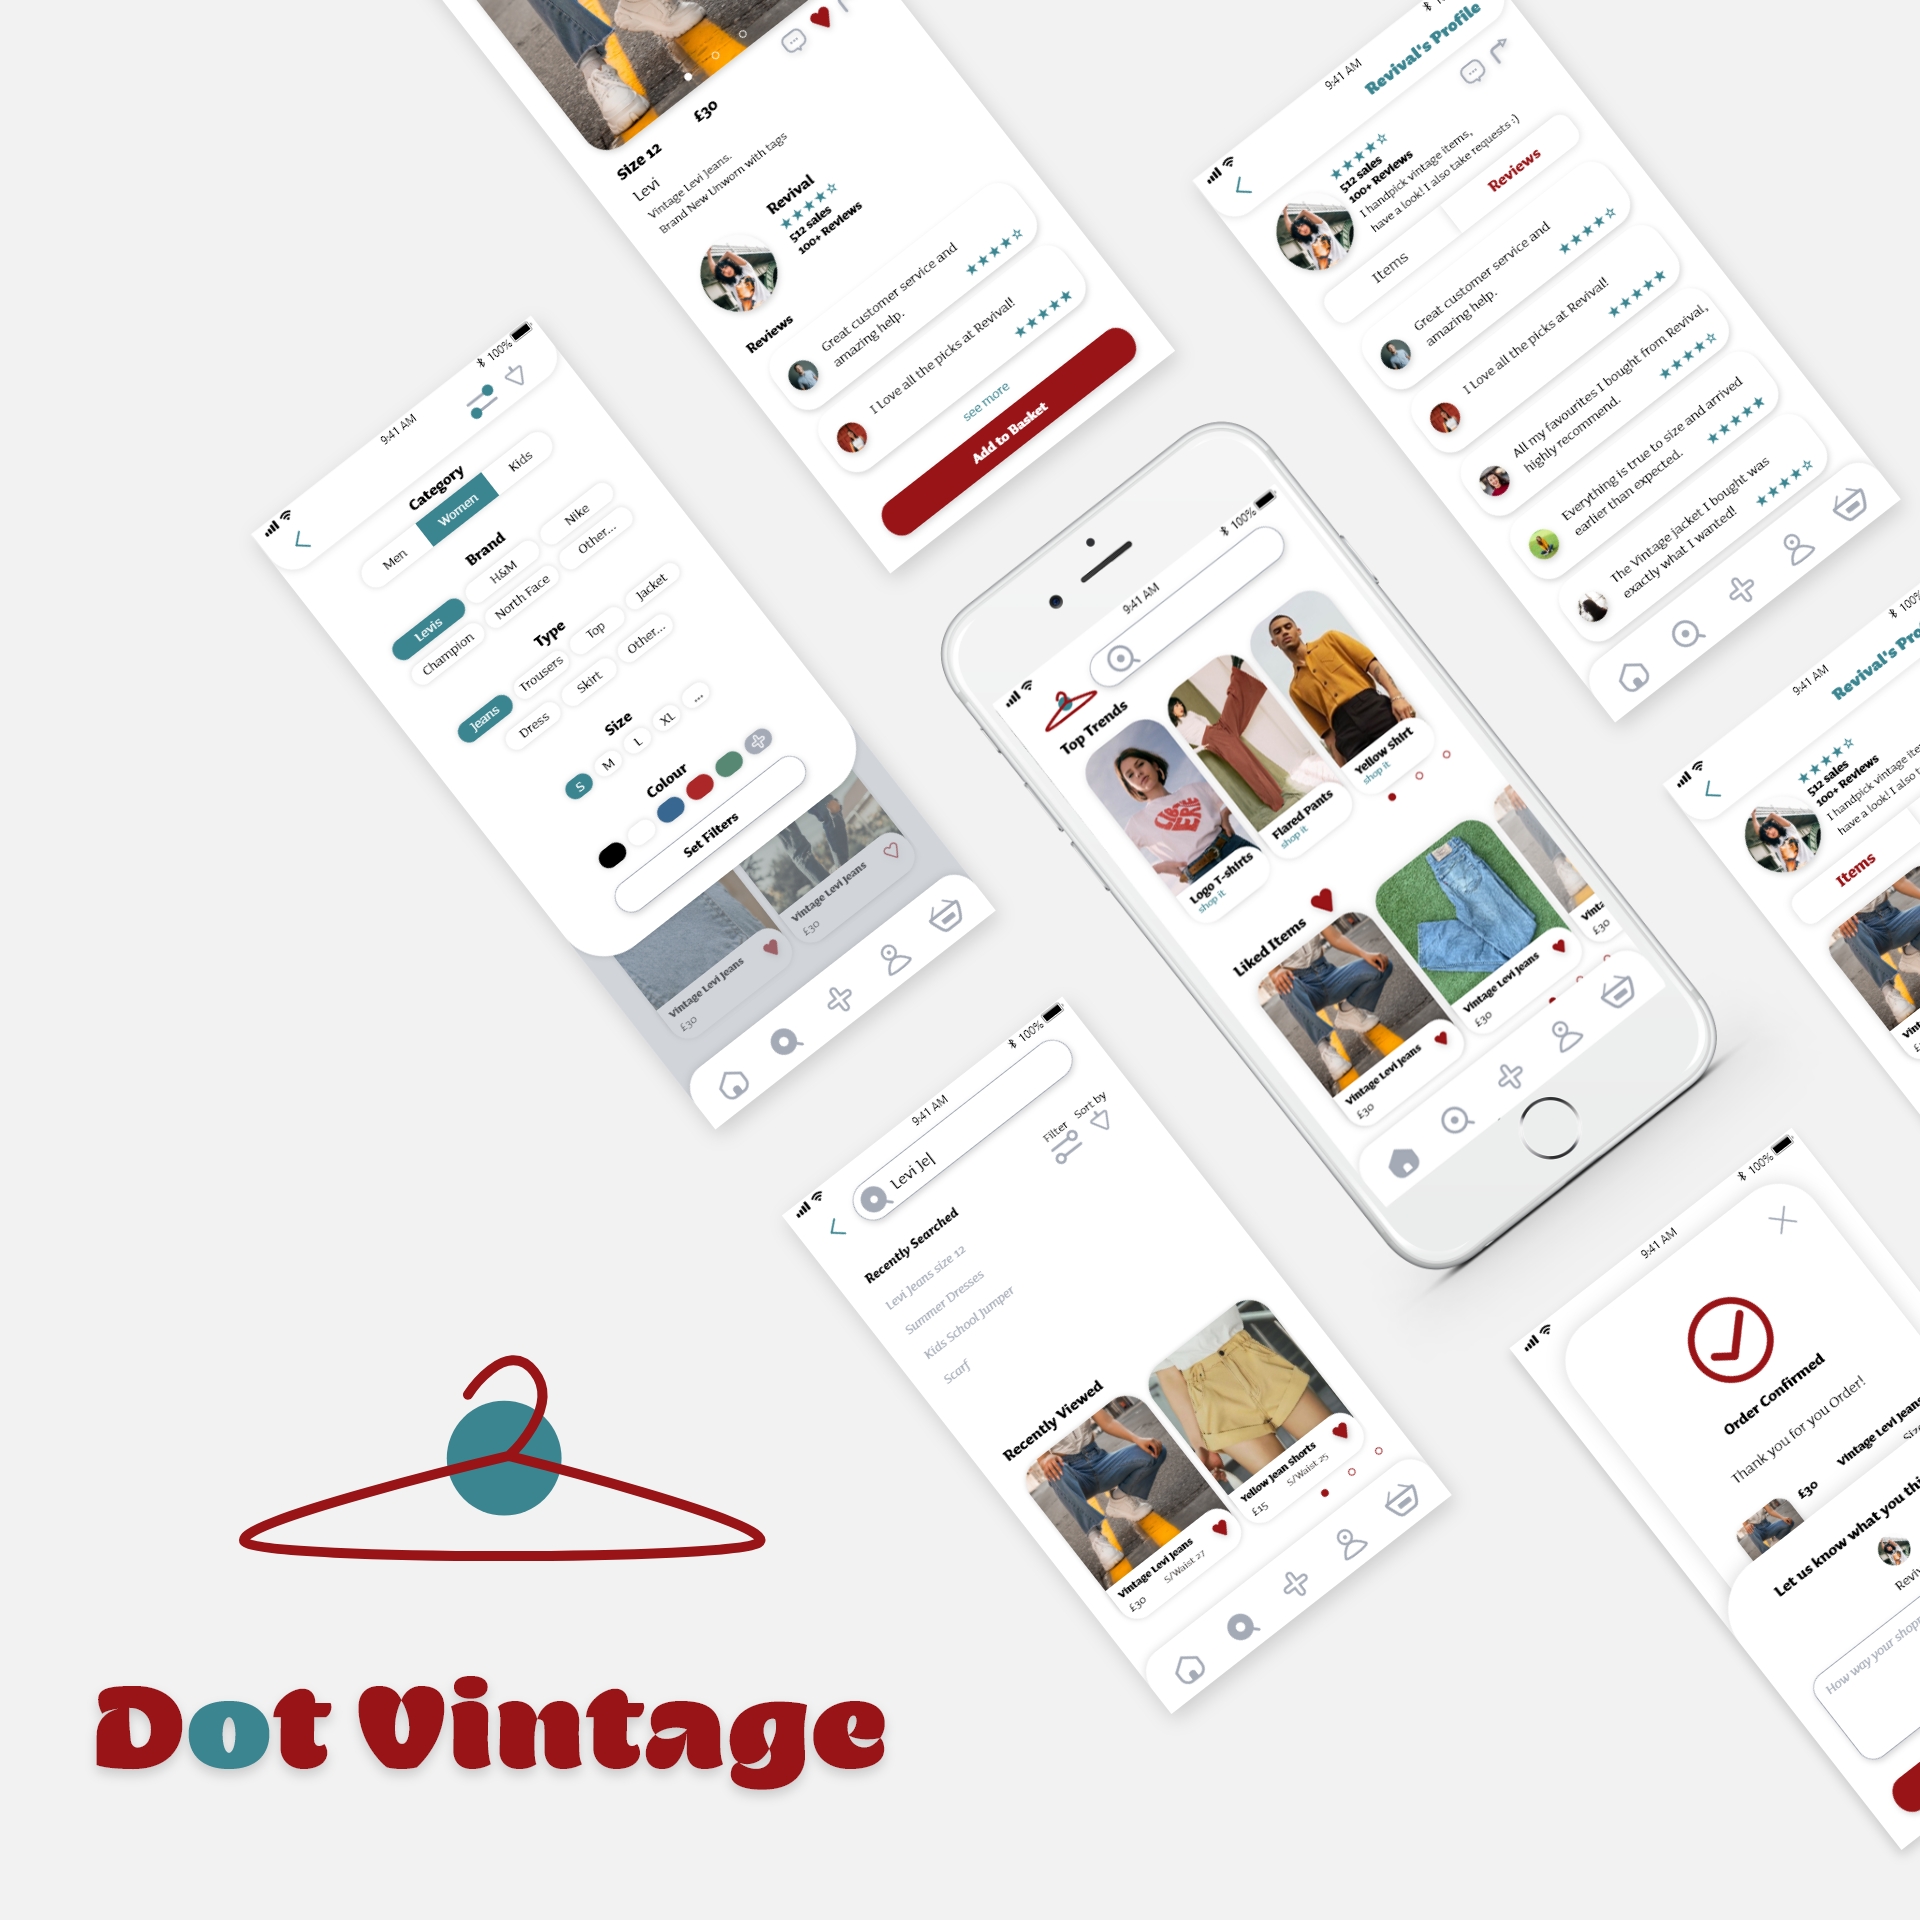 £30
Size 12
Levi
Vintage Levi Jeans.
Brand New Unworn with tags
Revival
512 sales
100+ Reviews
Reviews
Great customer service and
amazing help.
I Love all the picks at Revival!
see more
Add to Basket
9:41 AM
Revival's Profile
512 sales
100+ Reviews
I handpick vintage items,
have a look! I also take requests :)
Items
Reviews
Great customer service and
amazing help.
I Love all the picks at Revival!
All my favourites I bought from Revival,
highly recommend.
Everything is true to size and arrived
earlier than expected.
The Vintage jacket I bought was
exactly what I wanted!
9:41 AM
100%
Category
Men
Women
Kids
Brand
Levis
H&M
Nike
Champion
North Face
Other...
Type
Jeans
Trousers
Top
Jacket
Dress
Skirt
Other...
Size
S
M
L
XL
...
Colour
Set Filters
Vintage Levi Jeans
£30
Vintage Levi Jeans
£30
9:41 AM
100%
Top Trends
Logo T-shirts
shop it
Flared Pants
shop it
Yellow Shirt
shop it
Liked Items
Vintage Levi Jeans
£30
Vintage Levi Jeans
£30
Vinta
£30
9:41 AM
100%
Revival's Pro
512 sales
100+ Reviews
I handpick vintage ite
have a look! I also ta
Items
9:41 AM
100%
Levi Je|
Filter
Sort by
Recently Searched
Levi Jeans size 12
Summer Dresses
Kids School Jumper
Scarf
Recently Viewed
Vintage Levi Jeans
£30
S/Waist 27
Yellow Jean Shorts
£15
S/Waist 25
9:41 AM
100%
Order Confirmed
Thank you for you Order!
Vintage Levi Jeans
£30
Let us know what you thi
How way your shopp
Dot Vintage